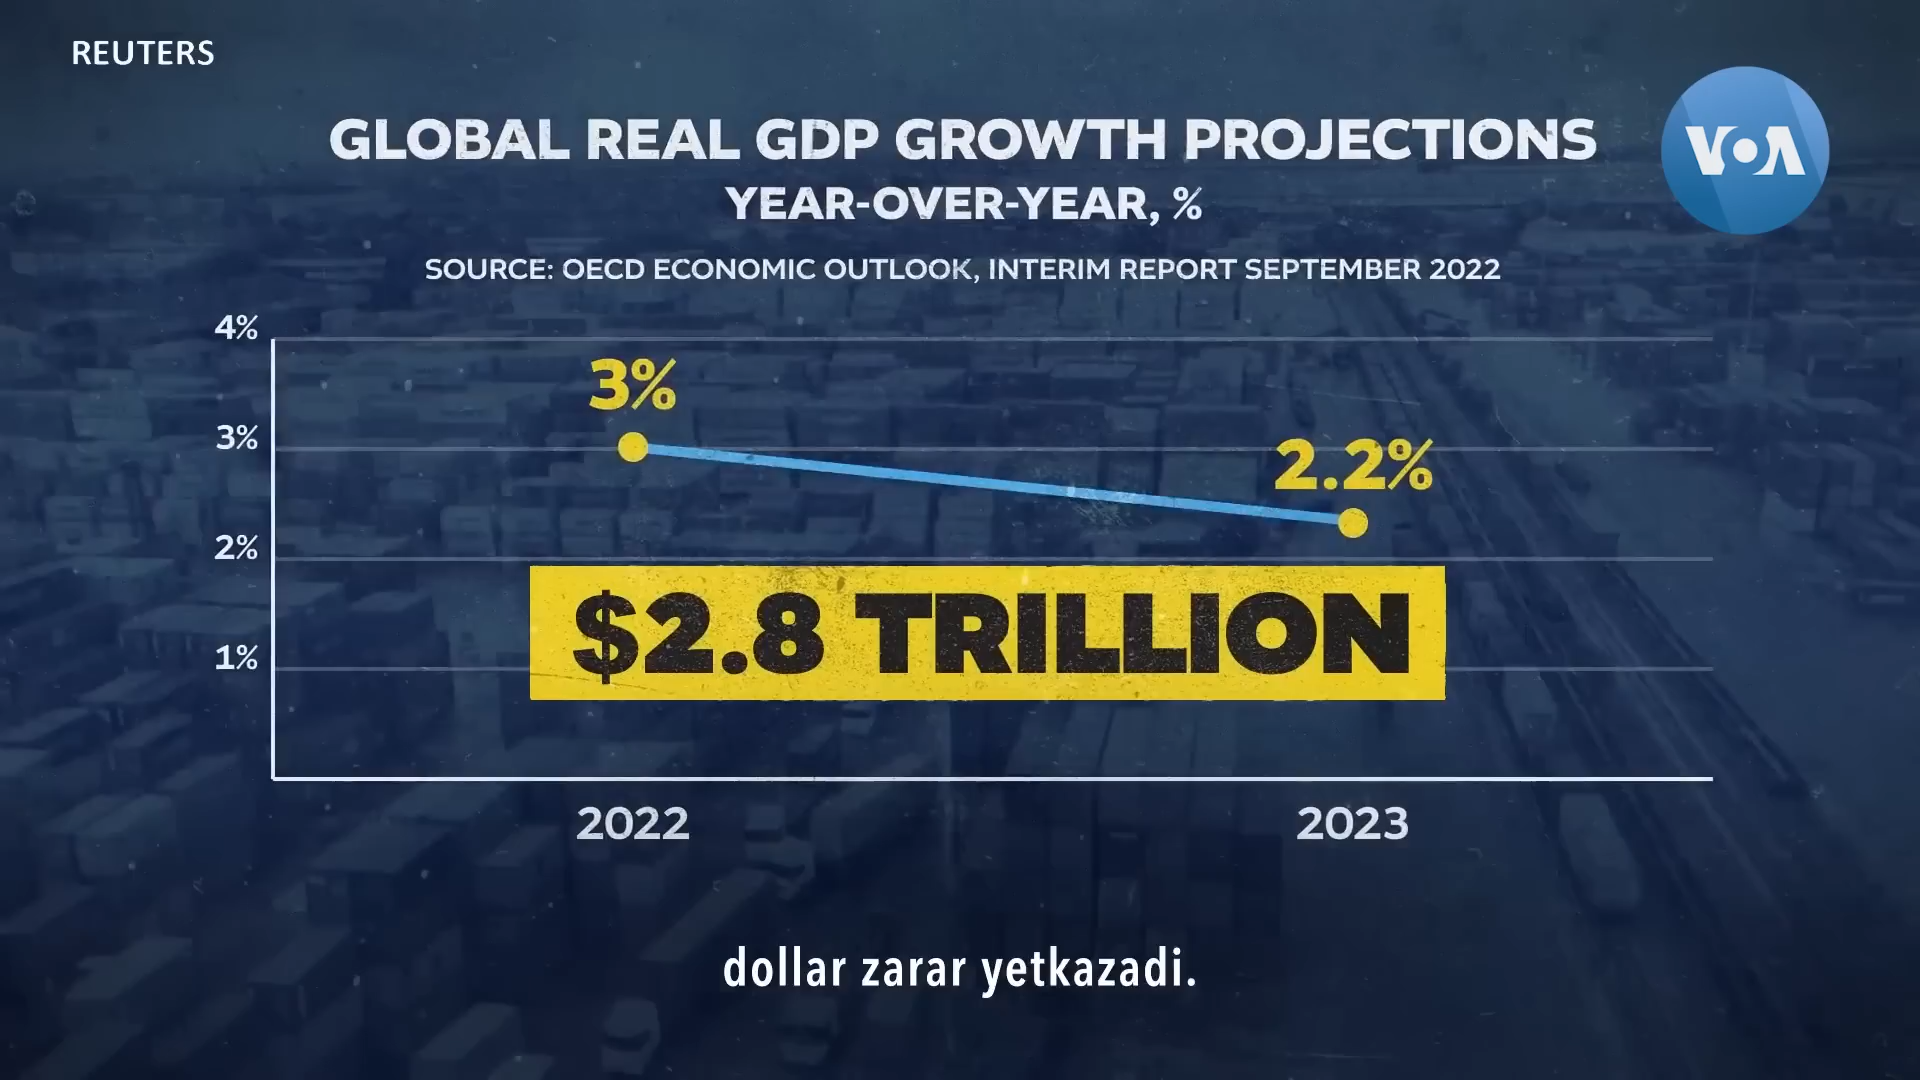 REUTERS
VOA
GLOBAL REAL GDP GROWTH PROJECTIONS
YEAR-OVER-YEAR, %
SOURCE: OECD ECONOMIC OUTLOOK, INTERIM REPORT SEPTEMBER 2022
4%
3%
3%
2.2%
2%
$2.8 TRILLION
1%
2022
2023
dollar zarar yetkazadi.